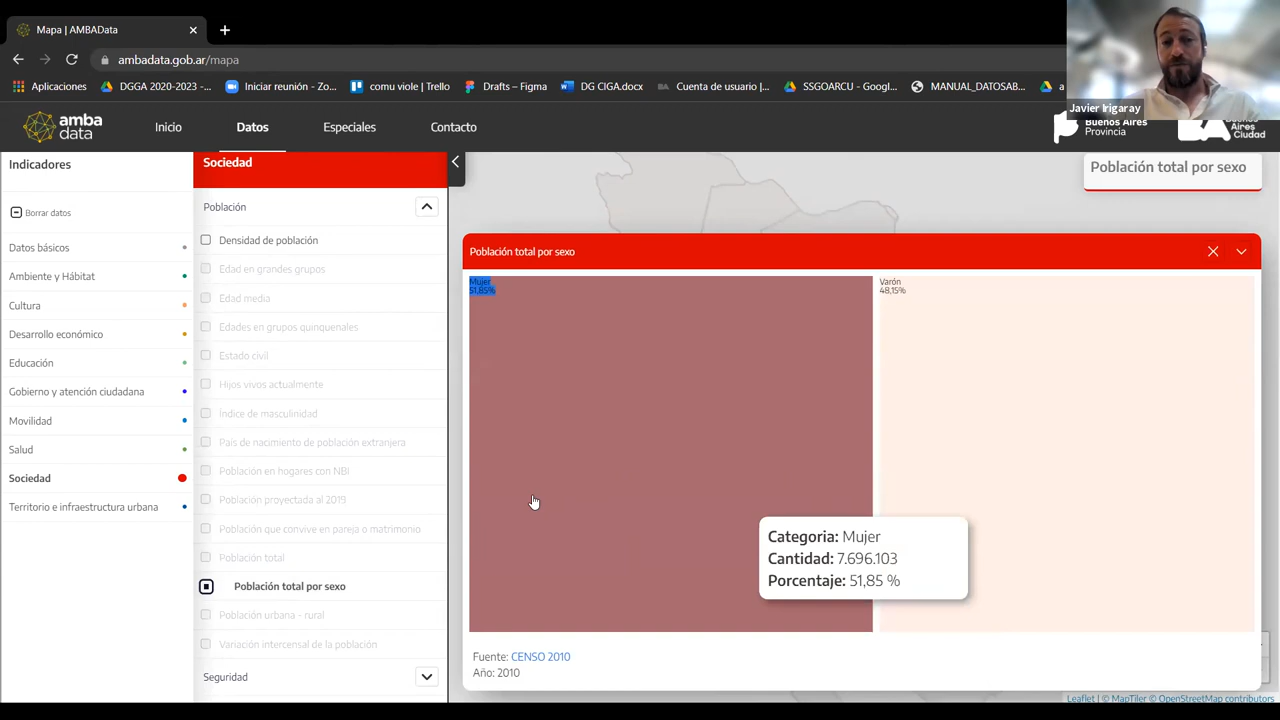 Mapa | AMBAData
ambadata.gob.ar/mapa
Aplicaciones
DGGA 2020-2023 -...
Iniciar reunión - Zo...
comu viole | Trello
Drafts – Figma
DG CIGA.docx
Cuenta de usuario |...
SSGOARCU - Googl...
MANUAL_DATOSAB...
a
Javier Irigaray
amba
data
Inicio
Datos
Especiales
Contacto
Buenos Aires
Provincia
Buenos
Aires
Ciudad
Indicadores
Borrar datos
Datos básicos
Ambiente y Hábitat
Cultura
Desarrollo económico
Educación
Gobierno y atención ciudadana
Movilidad
Salud
Sociedad
Territorio e infraestructura urbana
Sociedad
Población
Densidad de población
Edad en grandes grupos
Edad media
Edades en grupos quinquenales
Estado civil
Hijos vivos actualmente
Índice de masculinidad
País de nacimiento de población extranjera
Población en hogares con NBI
Población proyectada al 2019
Población que convive en pareja o matrimonio
Población total
Población total por sexo
Población urbana - rural
Variación intercensal de la población
Seguridad
Población total por sexo
Población total por sexo
Mujer
51,85%
Varón
48,15%
Categoria: Mujer
Cantidad: 7.696.103
Porcentaje: 51,85 %
Fuente: CENSO 2010
Año: 2010
Leaflet | © MapTiler © OpenStreetMap contributors